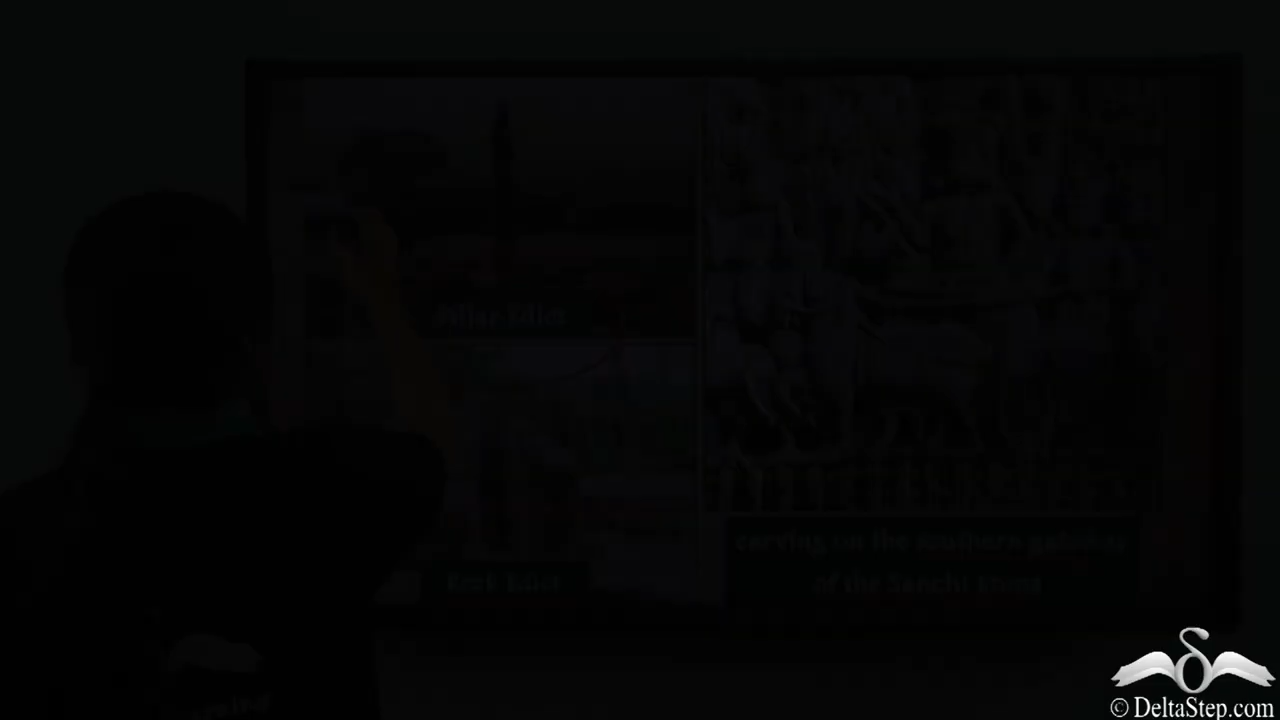 Pillar Edict
Rock Edict
carving on the southern gateway
of the Sanchi Stupa
© DeltaStep.com